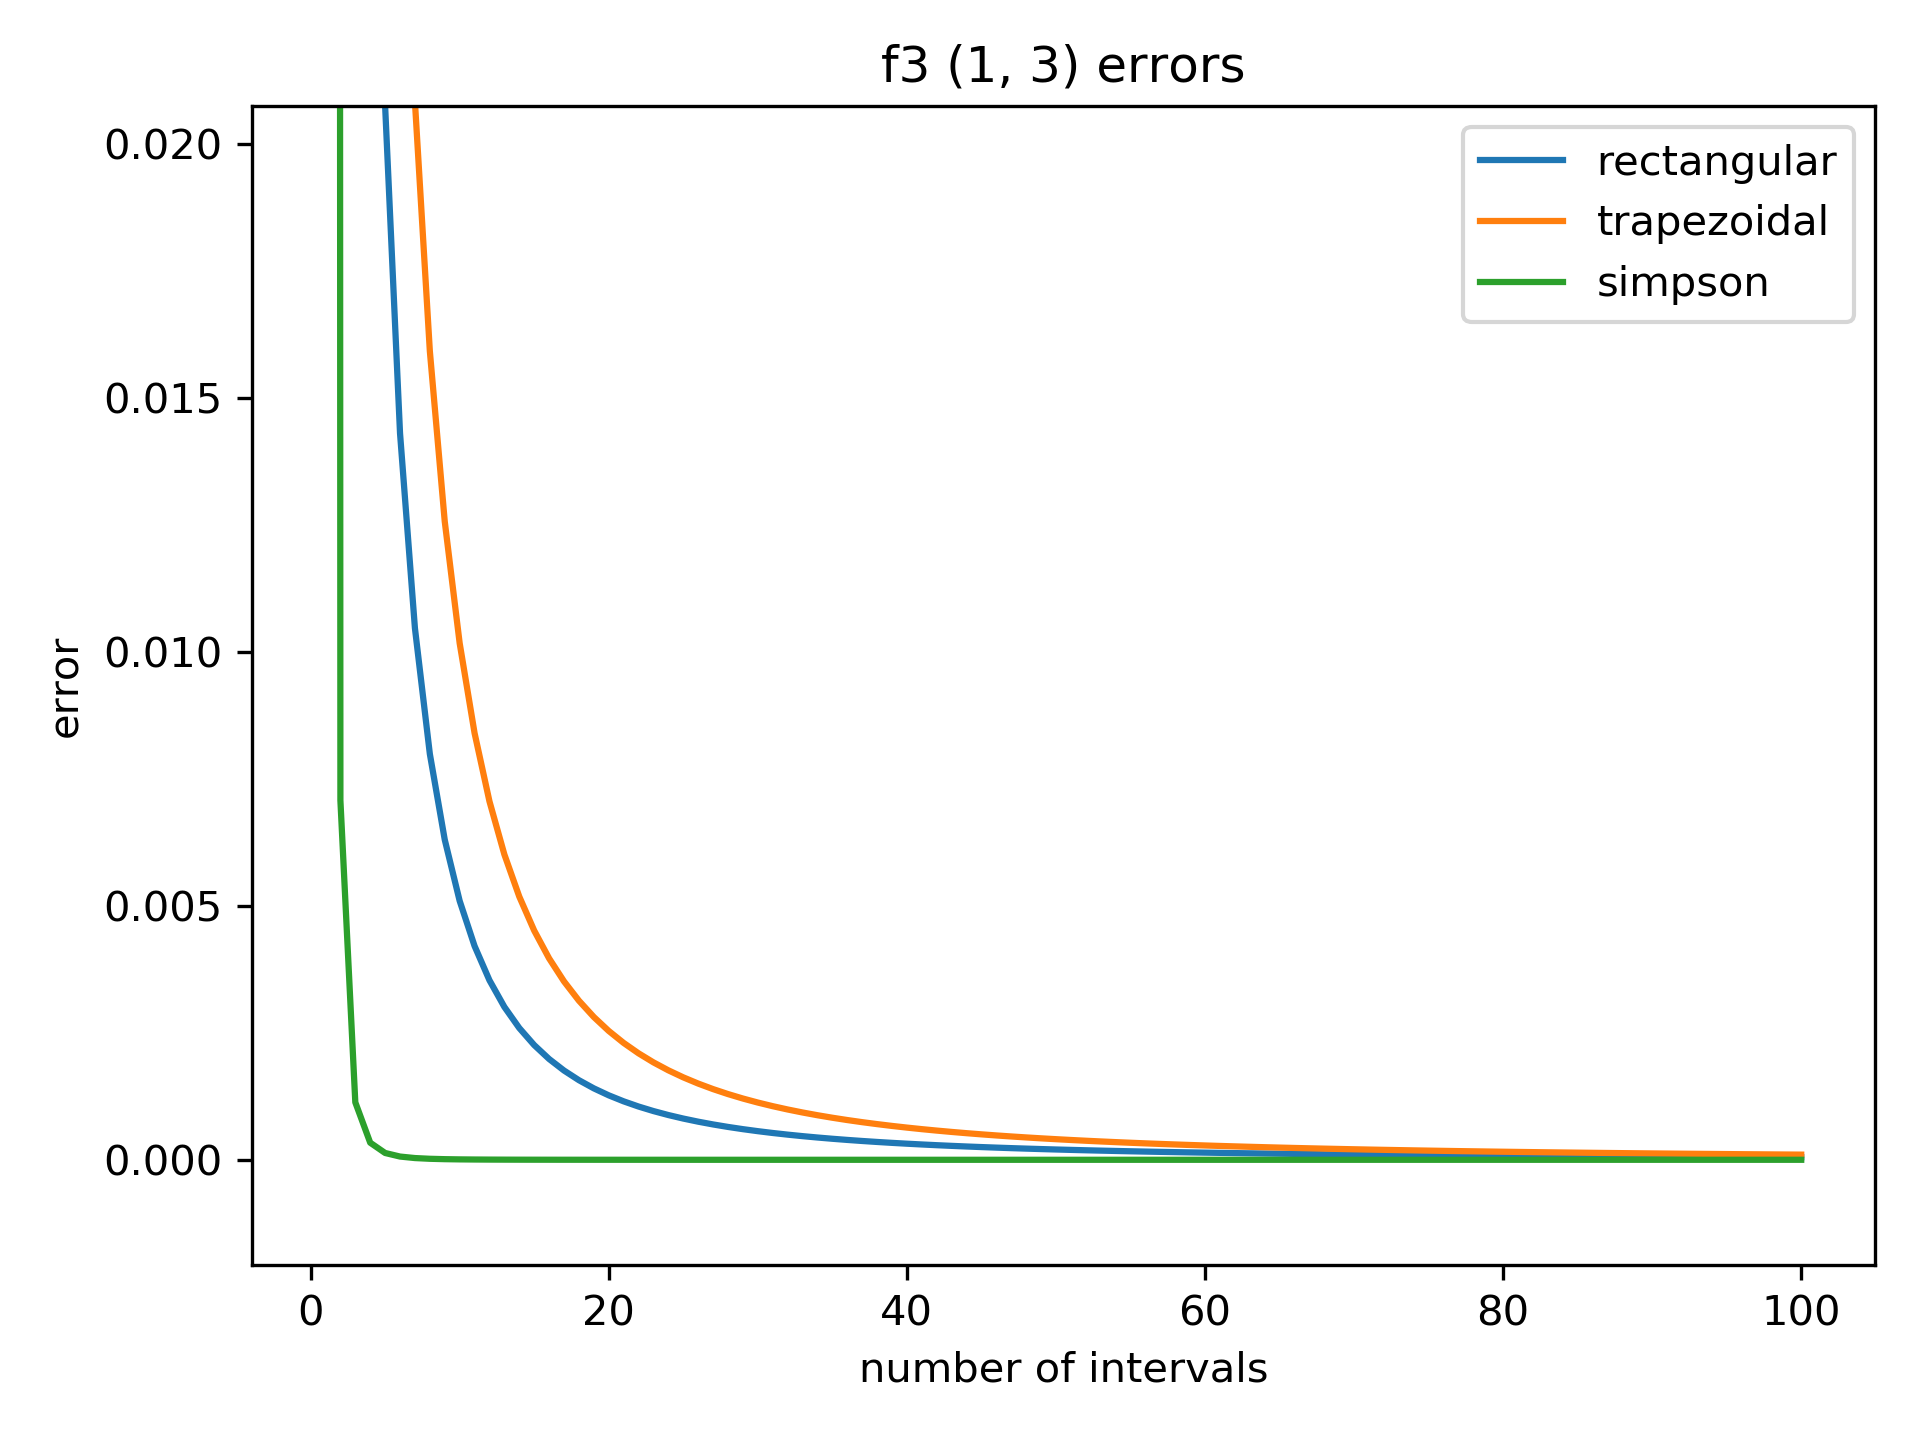 f3 (1, 3) errors
rectangular
trapezoidal
simpson
0.020
0.015
0.010
0.005
0.000
error
0 20 40 60 80 100
number of intervals